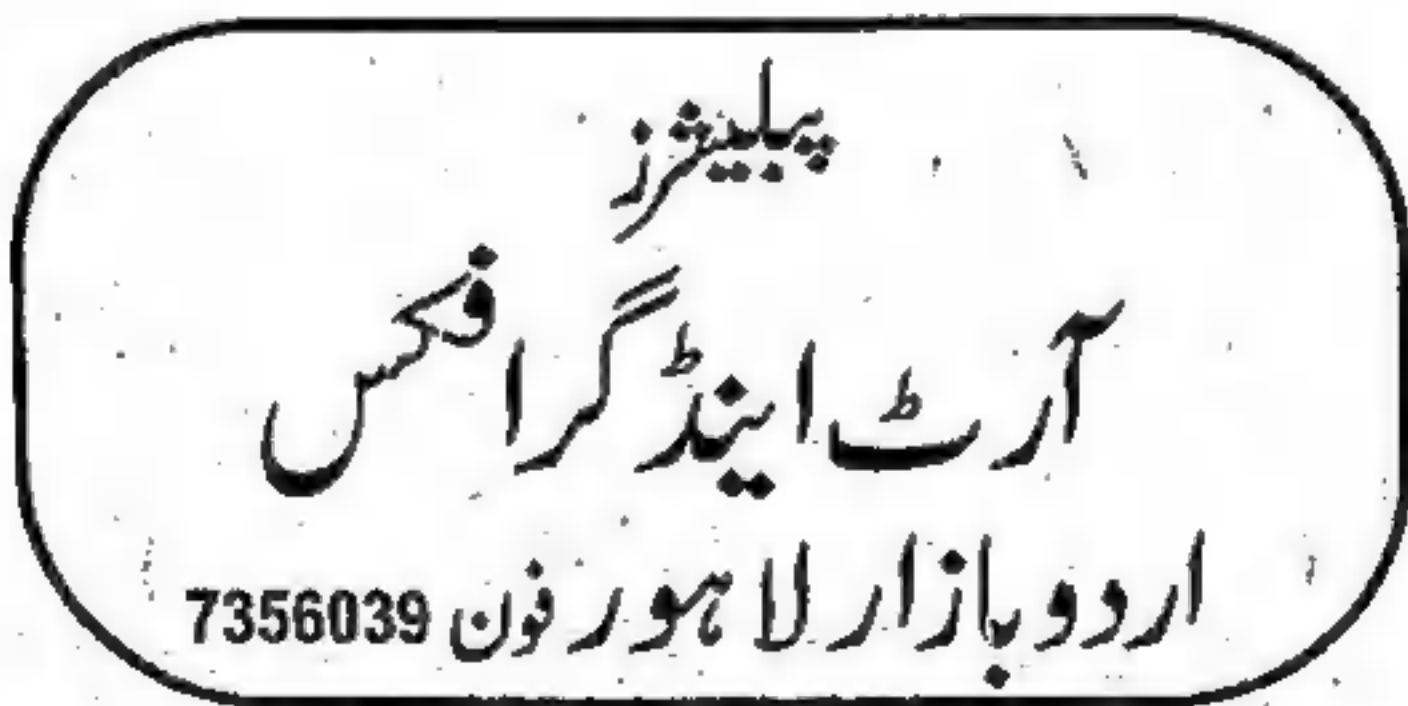 پبلیشرز
آرٹ اینڈ گرافکس
اردو بازار لاہور فون 7356039